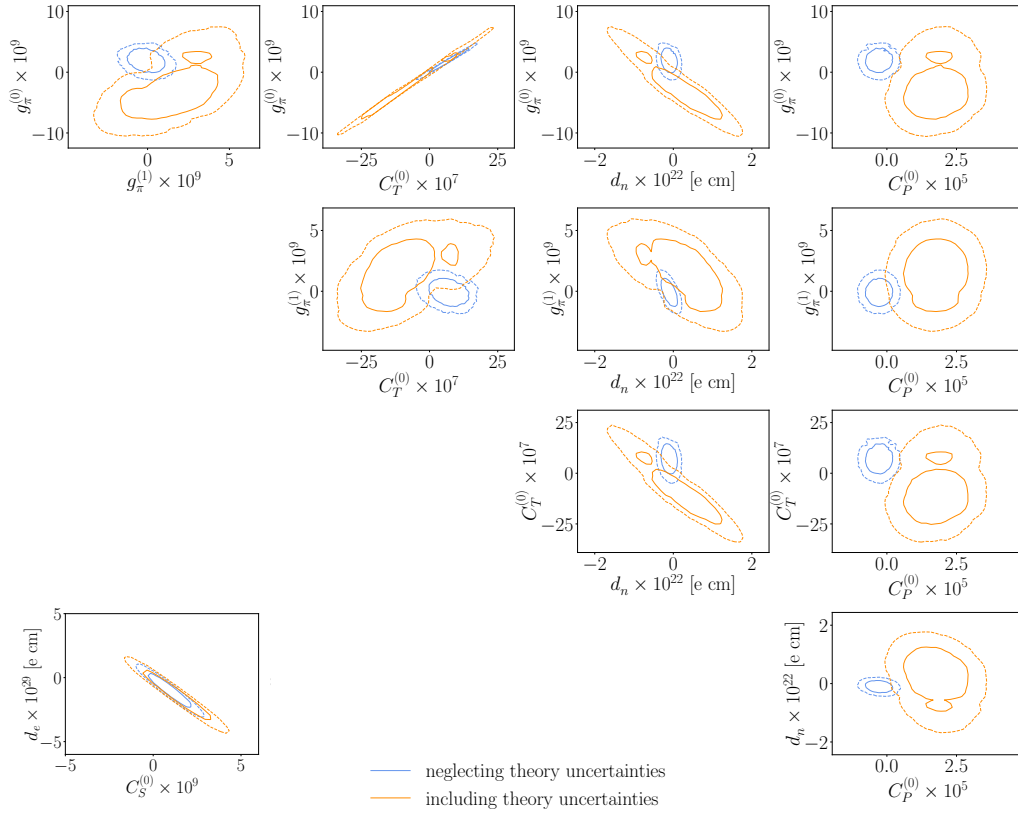 10
0
−10
g_π^(0) × 10^9
0
5
g_π^(1) × 10^9
10
0
−10
g_π^(0) × 10^9
−25
0
25
C_T^(0) × 10^7
10
0
−10
g_π^(0) × 10^9
−2
0
2
d_n × 10^22 [e cm]
10
0
−10
g_π^(0) × 10^9
0.0
2.5
C_P^(0) × 10^5
5
0
g_π^(1) × 10^9
−25
0
25
C_T^(0) × 10^7
5
0
g_π^(1) × 10^9
−2
0
2
d_n × 10^22 [e cm]
5
0
g_π^(1) × 10^9
0.0
2.5
C_P^(0) × 10^5
25
0
−25
C_T^(0) × 10^7
−2
0
2
d_n × 10^22 [e cm]
25
0
−25
C_T^(0) × 10^7
0.0
2.5
C_P^(0) × 10^5
5
0
−5
d_e × 10^29 [e cm]
−5
0
5
C_S^(0) × 10^9
2
0
−2
d_n × 10^22 [e cm]
0.0
2.5
C_P^(0) × 10^5
neglecting theory uncertainties
including theory uncertainties